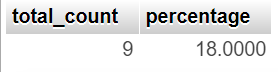 total_count percentage
9 18.0000